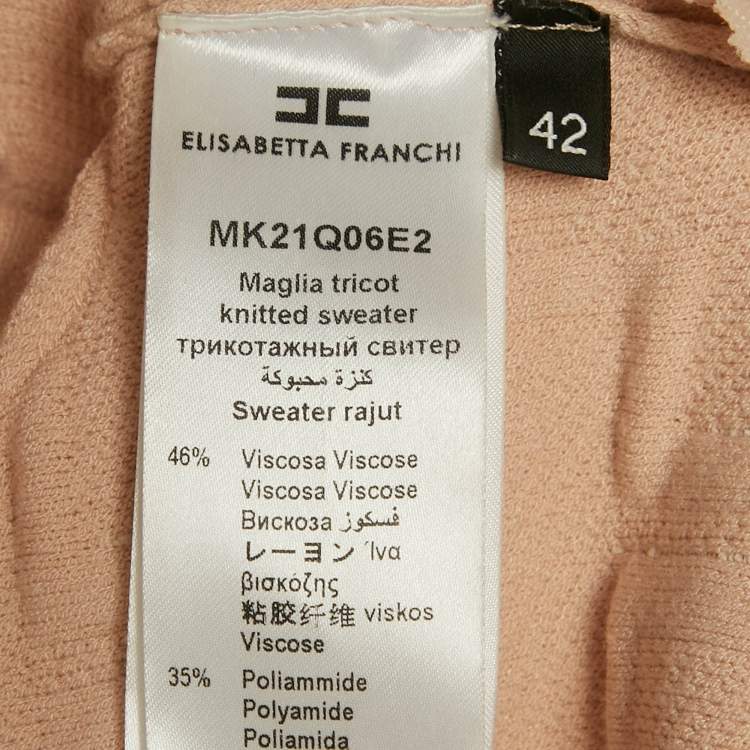 ELISABETTA FRANCHI
42
MK21Q06E2
Maglia tricot
knitted sweater
трикотажный свитер
كنزة محبوكة
Sweater rajut
46% Viscosa Viscose
Viscosa Viscose
Вискоза فسكوز
レーヨン Ίνα
βισκόζης
粘胶纤维 viskos
Viscose
35% Poliammide
Polyamide
Poliamida